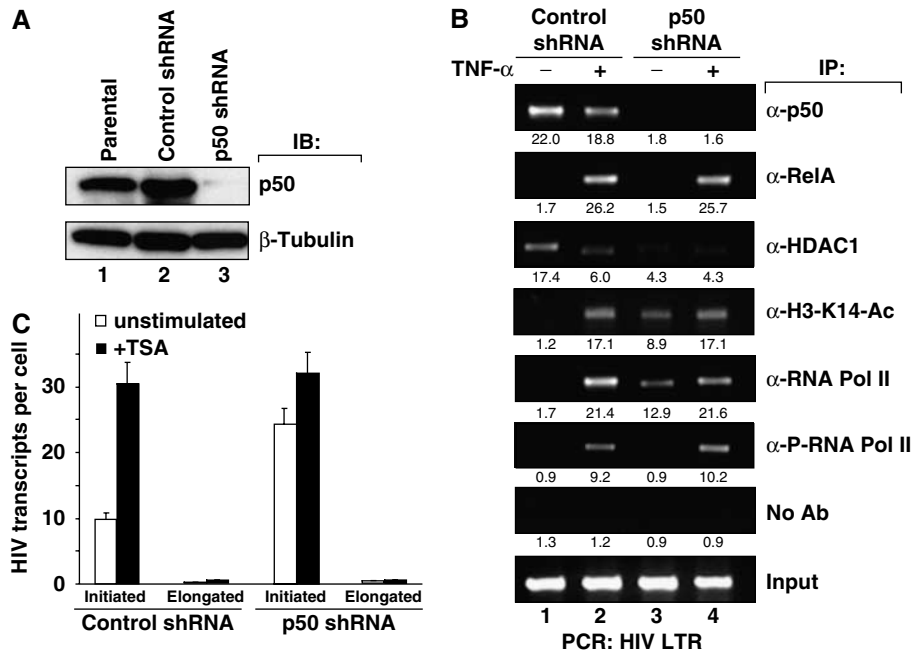 A
Parental
Control shRNA
p50 shRNA
IB:
p50
β-Tubulin
1 2 3
B
Control shRNA p50 shRNA
TNF-α – + – +
IP:
α-p50
22.0 18.8 1.8 1.6
α-RelA
1.7 26.2 1.5 25.7
α-HDAC1
17.4 6.0 4.3 4.3
α-H3-K14-Ac
1.2 17.1 8.9 17.1
α-RNA Pol II
1.7 21.4 12.9 21.6
α-P-RNA Pol II
0.9 9.2 0.9 10.2
No Ab
1.3 1.2 0.9 0.9
Input
1 2 3 4
PCR: HIV LTR
C
unstimulated
+TSA
HIV transcripts per cell
30
20
10
0
Initiated Elongated Initiated Elongated
Control shRNA p50 shRNA